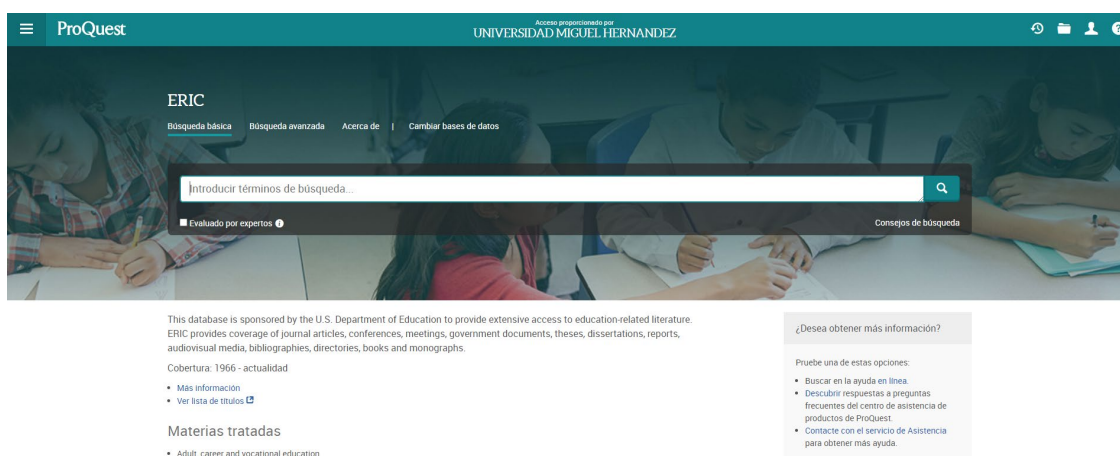 ProQuest
Acceso proporcionado por
UNIVERSIDAD MIGUEL HERNANDEZ
ERIC
Búsqueda básica Búsqueda avanzada Acerca de | Cambiar bases de datos
Introducir términos de búsqueda...
Evaluado por expertos
Consejos de búsqueda
This database is sponsored by the U.S. Department of Education to provide extensive access to education-related literature.
ERIC provides coverage of journal articles, conferences, meetings, government documents, theses, dissertations, reports,
audiovisual media, bibliographies, directories, books and monographs.
Cobertura: 1966 - actualidad
• Más información
• Ver lista de títulos
Materias tratadas
• Adult, career and vocational education
¿Desea obtener más información?
Pruebe una de estas opciones:
• Buscar en la ayuda en línea.
• Descubrir respuestas a preguntas
frecuentes del centro de asistencia de
productos de ProQuest.
• Contacte con el servicio de Asistencia
para obtener más ayuda.